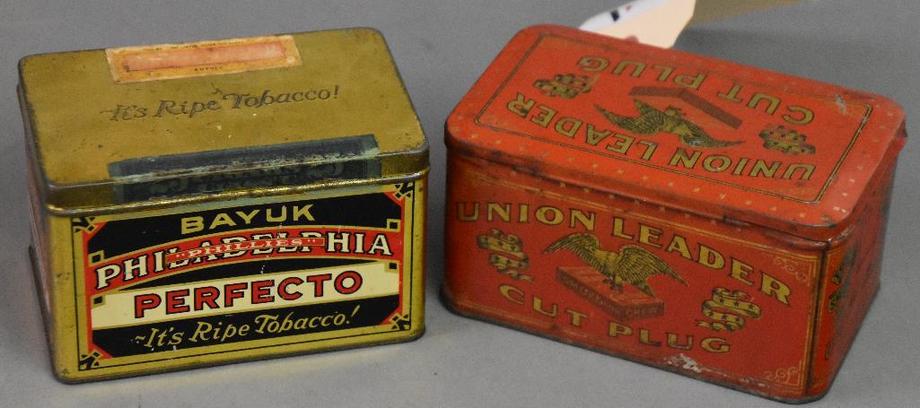 ~It's Ripe Tobacco!
BAYUK
PHILADELPHIA
"PHILLIES"
PERFECTO
~It's Ripe Tobacco!
UNION LEADER
CUT PLUG
UNION LEADER
CUT PLUG